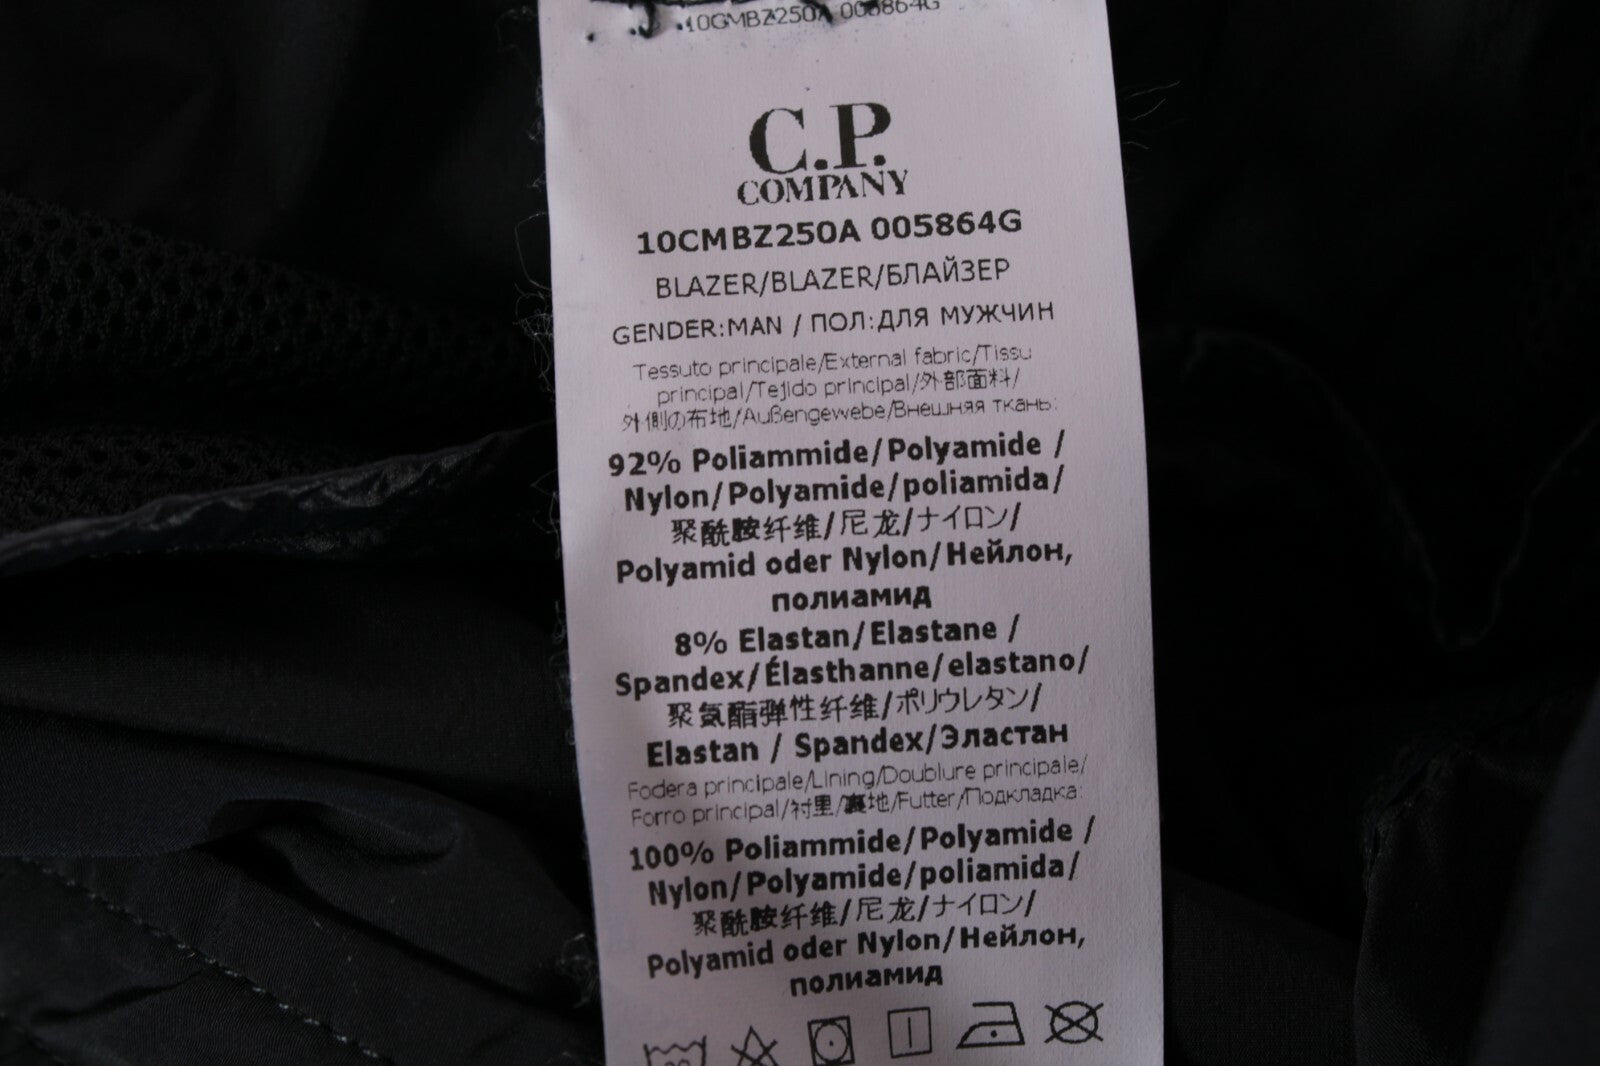 10CMBZ250A 005864G
C.P.
COMPANY
10CMBZ250A 005864G
BLAZER/BLAZER/БЛАЙЗЕР
GENDER:MAN / ПОЛ:ДЛЯ МУЖЧИН
Tessuto principale/External fabric/Tissu
principal/Tejido principal/外部面料/
外側の布地/Außengewebe/Внешняя ткань:
92% Poliammide/Polyamide /
Nylon/Polyamide/poliamida/
聚酰胺纤维/尼龙/ナイロン/
Polyamid oder Nylon/Нейлон,
полиамид
8% Elastan/Elastane /
Spandex/Élasthanne/elastano/
聚氨酯弹性纤维/ポリウレタン/
Elastan / Spandex/Эластан
Fodera principale/Lining/Doublure principale/
Forro principal/衬里/裏地/Futter/Подкладка:
100% Poliammide/Polyamide /
Nylon/Polyamide/poliamida/
聚酰胺纤维/尼龙/ナイロン/
Polyamid oder Nylon/Нейлон,
полиамид